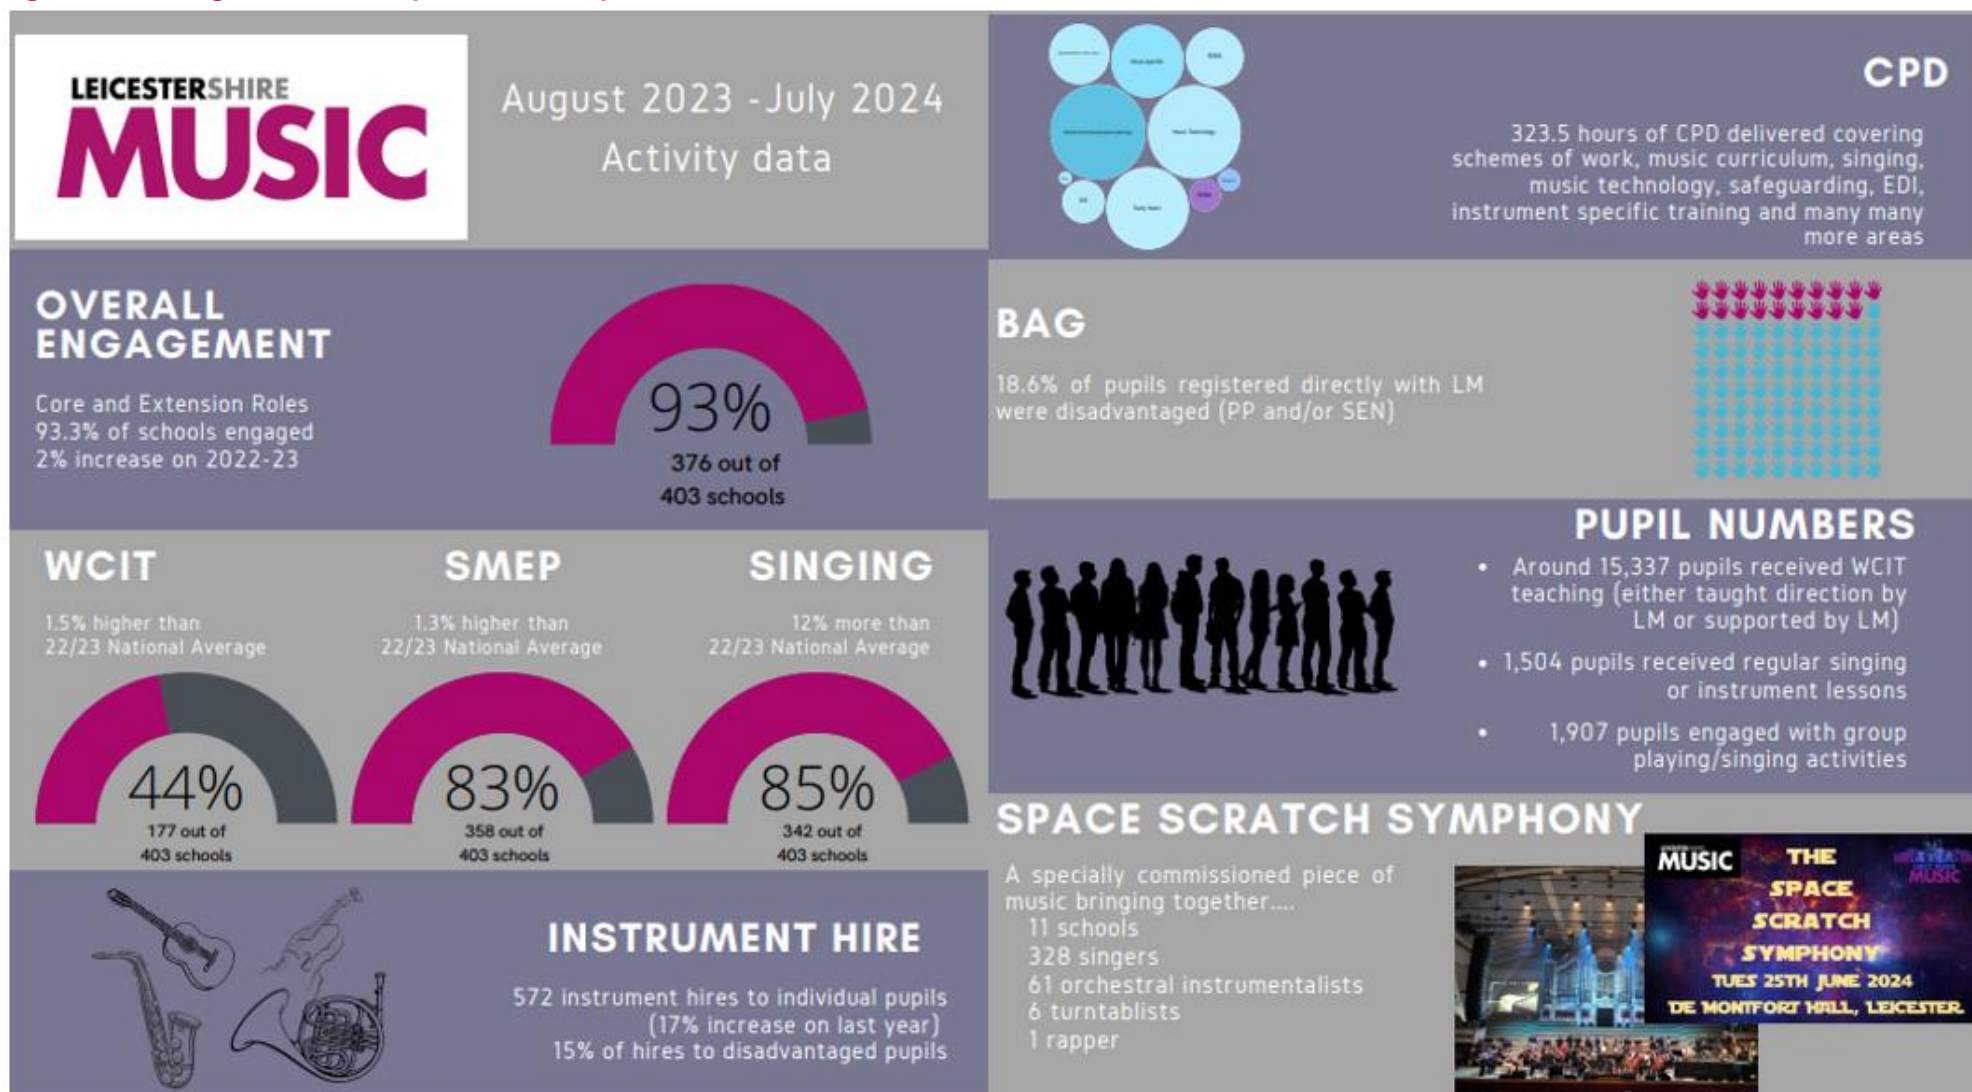 LEICESTERSHIRE
MUSIC
August 2023 -July 2024
Activity data
OVERALL
ENGAGEMENT
Core and Extension Roles
93.3% of schools engaged
2% increase on 2022-23
93%
376 out of
403 schools
WCIT
1.5% higher than
22/23 National Average
44%
177 out of
403 schools
SMEP
1.3% higher than
22/23 National Average
83%
358 out of
403 schools
SINGING
12% more than
22/23 National Average
85%
342 out of
403 schools
INSTRUMENT HIRE
572 instrument hires to individual pupils
(17% increase on last year)
15% of hires to disadvantaged pupils
Music Technology
Early Years
CPD
323.5 hours of CPD delivered covering
schemes of work, music curriculum, singing,
music technology, safeguarding, EDI,
instrument specific training and many many
more areas
BAG
18.6% of pupils registered directly with LM
were disadvantaged (PP and/or SEN)
PUPIL NUMBERS
• Around 15,337 pupils received WCIT
teaching (either taught direction by
LM or supported by LM)
• 1,504 pupils received regular singing
or instrument lessons
• 1,907 pupils engaged with group
playing/singing activities
SPACE SCRATCH SYMPHONY
A specially commissioned piece of
music bringing together....
11 schools
328 singers
61 orchestral instrumentalists
6 turntablists
1 rapper
MUSIC
THE
SPACE
SCRATCH
SYMPHONY
TUES 25TH JUNE 2024
DE MONTFORT HALL, LEICESTER
MUSIC